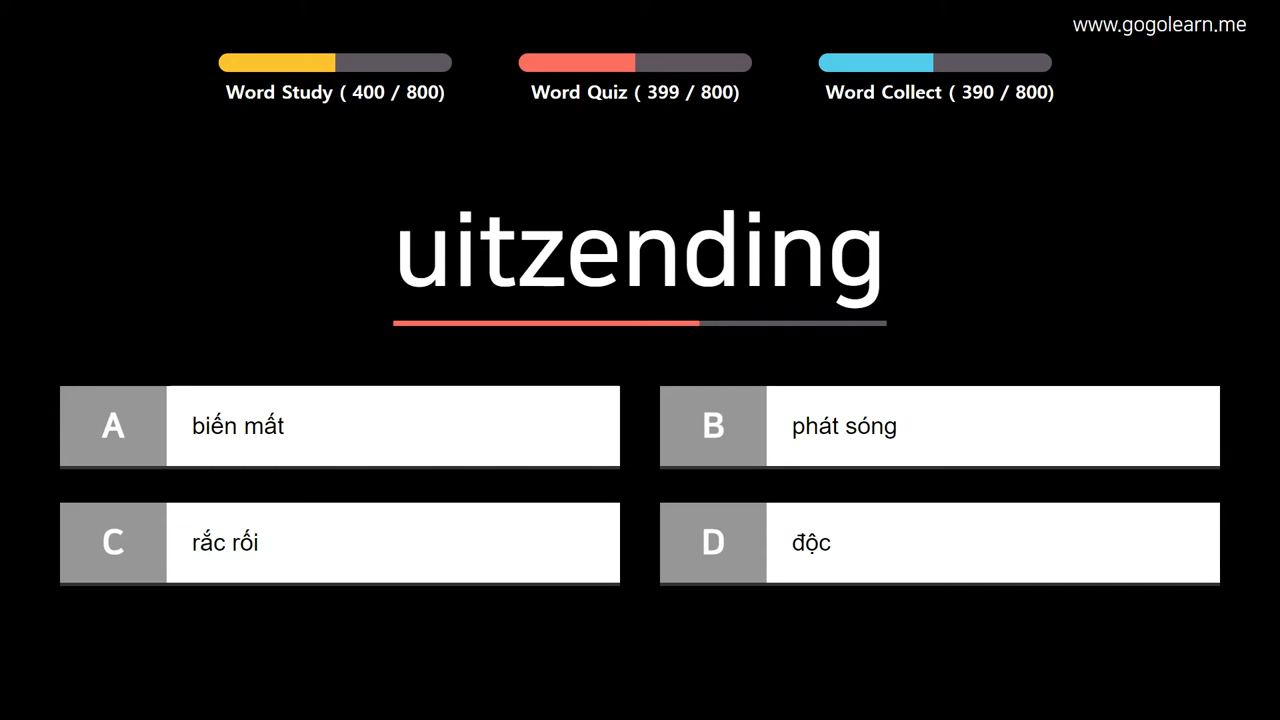 www.gogolearn.me
Word Study ( 400 / 800)
Word Quiz ( 399 / 800)
Word Collect ( 390 / 800)
uitzending
A biến mất
B phát sóng
C rắc rối
D độc